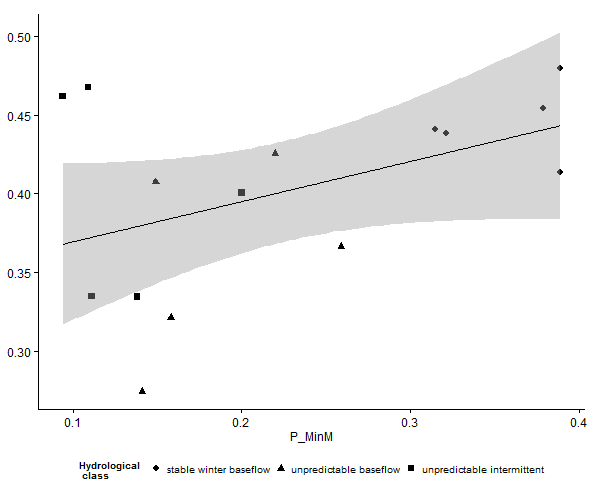 0.50
0.45
0.40
0.35
0.30
0.1 0.2 0.3 0.4
P_MinM
Hydrological
class
stable winter baseflow unpredictable baseflow unpredictable intermittent